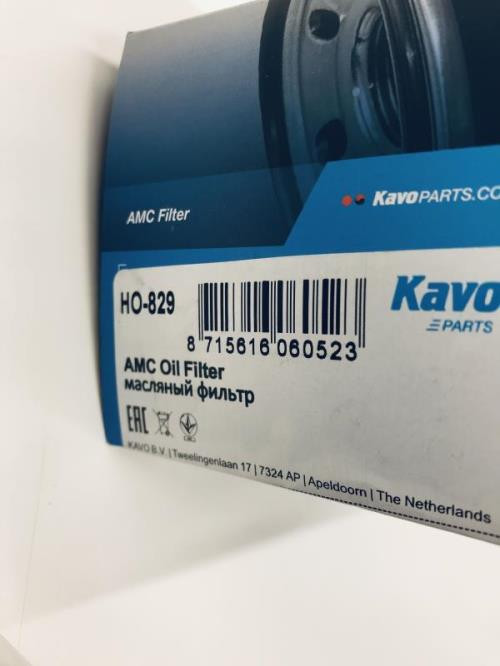 AMC Filter
KavoPARTS.CO
HO-829
Kavo
PARTS
8 715616 060523
AMC Oil Filter
масляный фильтр
EAC
KAVO B.V. | Tweelingenlaan 17 | 7324 AP | Apeldoorn | The Netherlands